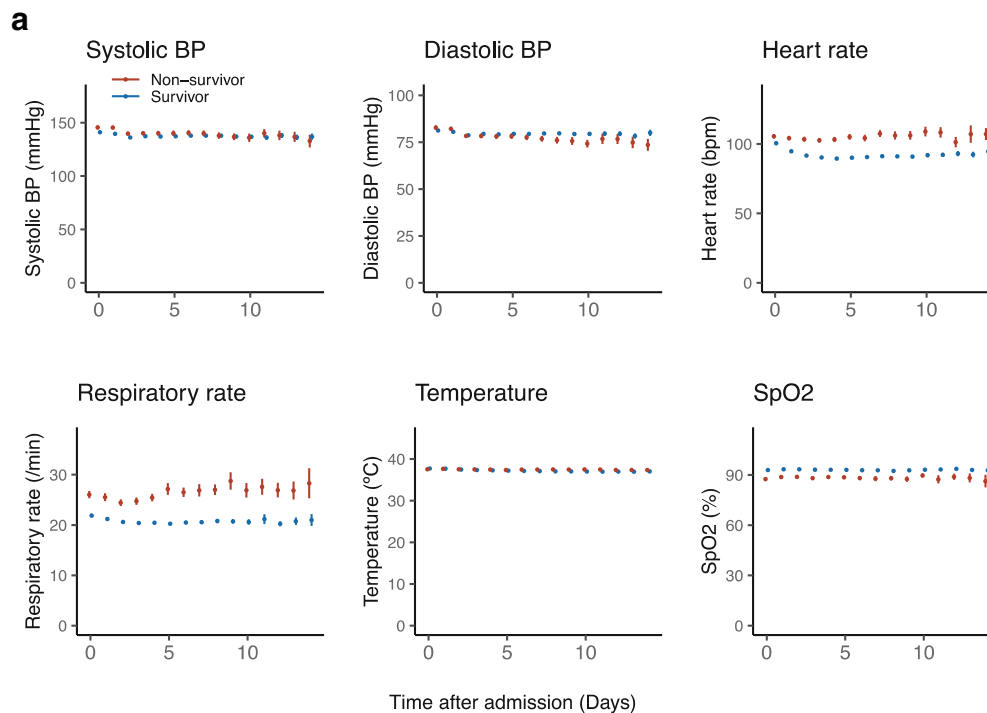 a
Systolic BP
Diastolic BP
Heart rate
Non−survivor
Survivor
Systolic BP (mmHg)
150
100
50
0
0
5
10
Diastolic BP (mmHg)
100
75
50
25
0
0
5
10
Heart rate (bpm)
100
50
0
0
5
10
Respiratory rate
Temperature
SpO2
Respiratory rate (/min)
30
20
10
0
0
5
10
Temperature (ºC)
40
30
20
10
0
0
5
10
SpO2 (%)
90
60
30
0
0
5
10
Time after admission (Days)